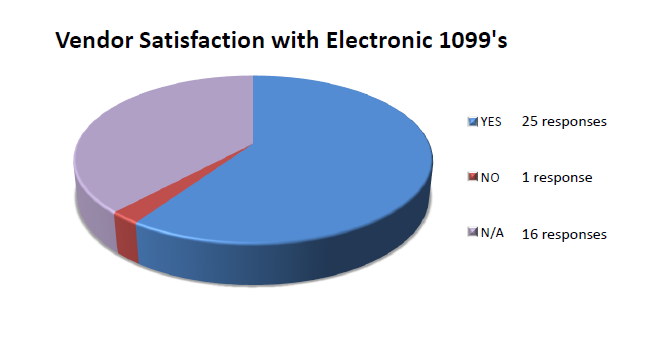 Vendor Satisfaction with Electronic 1099's
YES 25 responses
NO 1 response
N/A 16 responses